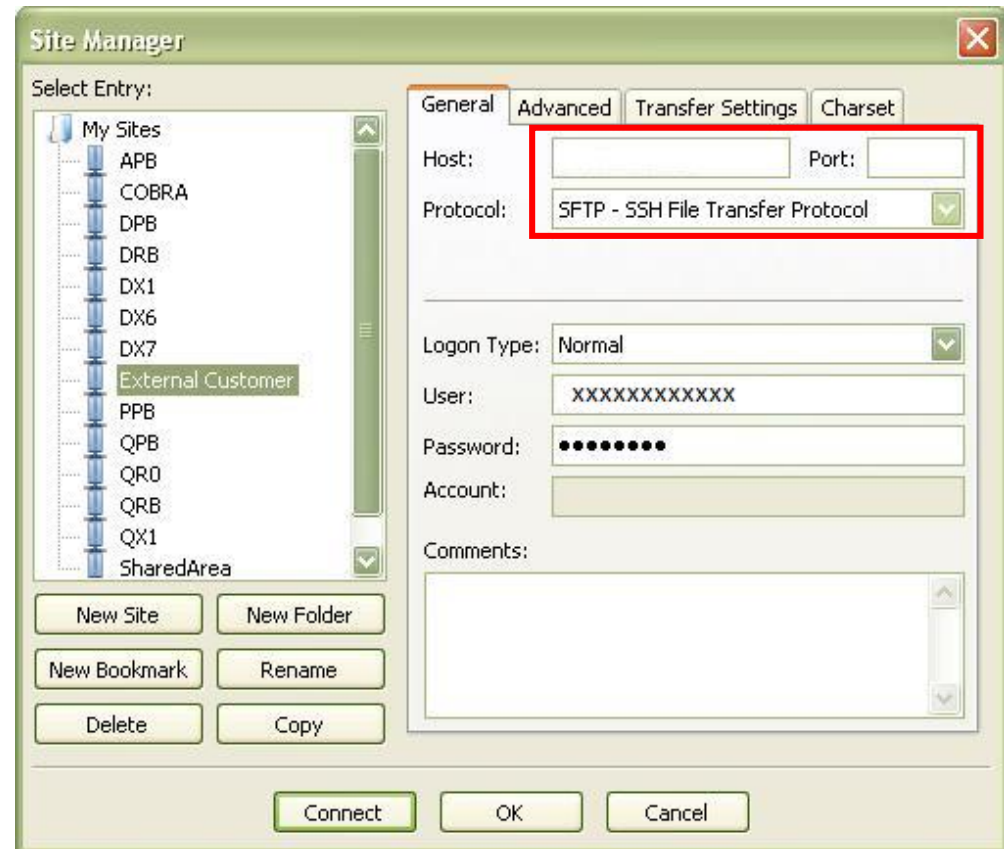 Site Manager
Select Entry:
My Sites
APB
COBRA
DPB
DRB
DX1
DX6
DX7
External Customer
PPB
QPB
QR0
QRB
QX1
SharedArea
New Site New Folder
New Bookmark Rename
Delete Copy
General Advanced Transfer Settings Charset
Host: Port:
Protocol: SFTP - SSH File Transfer Protocol
Logon Type: Normal
User: XXXXXXXXXXXX
Password: ●●●●●●●●
Account:
Comments:
Connect OK Cancel